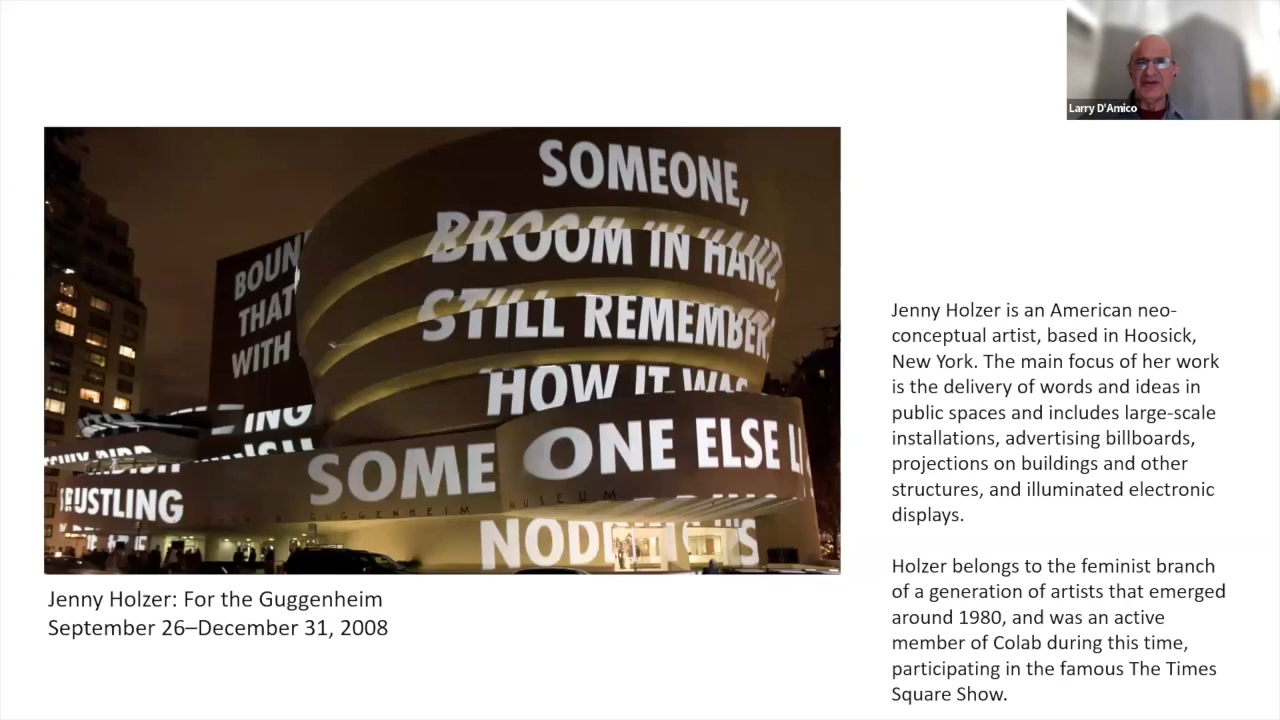 Larry D'Amico
SOMEONE,
BROOM IN HAND,
STILL REMEMBER,
HOW IT WAS
BOUN
THAT
WITH
ING
SOME ONE ELSE LI
RUSTLING
GUGGENHEIM MUSEUM
Jenny Holzer: For the Guggenheim
September 26–December 31, 2008
Jenny Holzer is an American neo-
conceptual artist, based in Hoosick,
New York. The main focus of her work
is the delivery of words and ideas in
public spaces and includes large-scale
installations, advertising billboards,
projections on buildings and other
structures, and illuminated electronic
displays.
Holzer belongs to the feminist branch
of a generation of artists that emerged
around 1980, and was an active
member of Colab during this time,
participating in the famous The Times
Square Show.